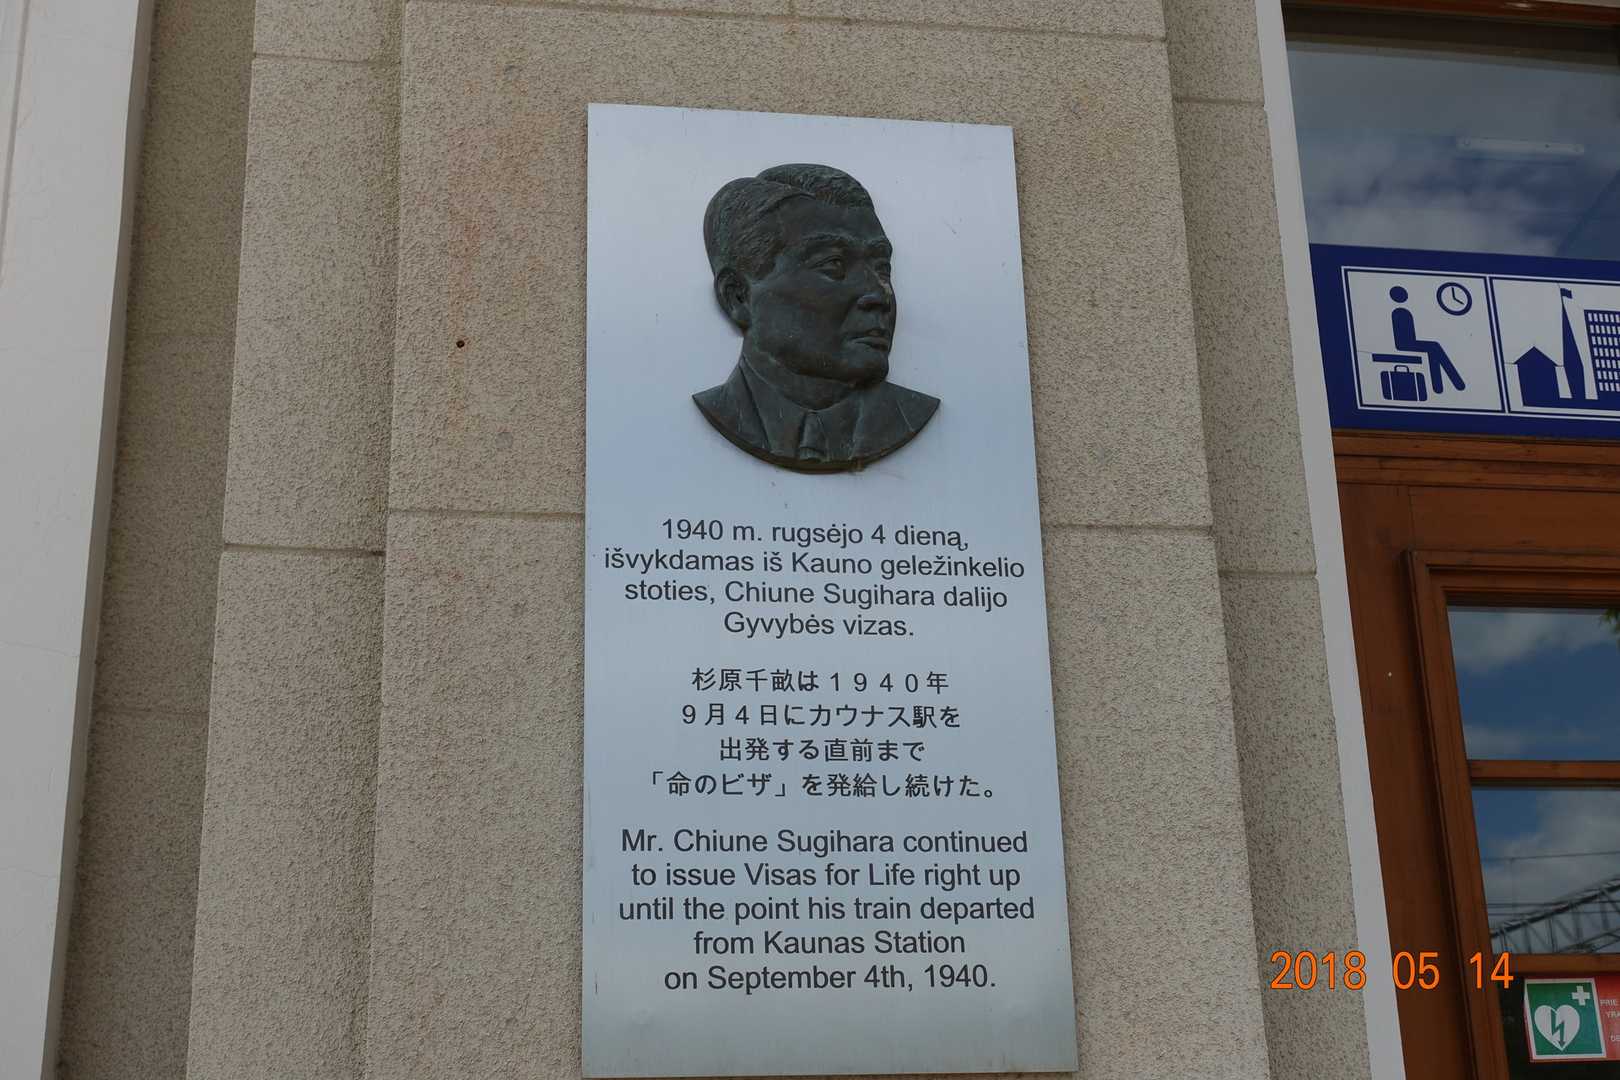 1940 m. rugsėjo 4 dieną,
išvykdamas iš Kauno geležinkelio
stoties, Chiune Sugihara dalijo
Gyvybės vizas.
杉原千畝は１９４０年
９月４日にカウナス駅を
出発する直前まで
「命のビザ」を発給し続けた。
Mr. Chiune Sugihara continued
to issue Visas for Life right up
until the point his train departed
from Kaunas Station
on September 4th, 1940.
2018 05 14
PRIE